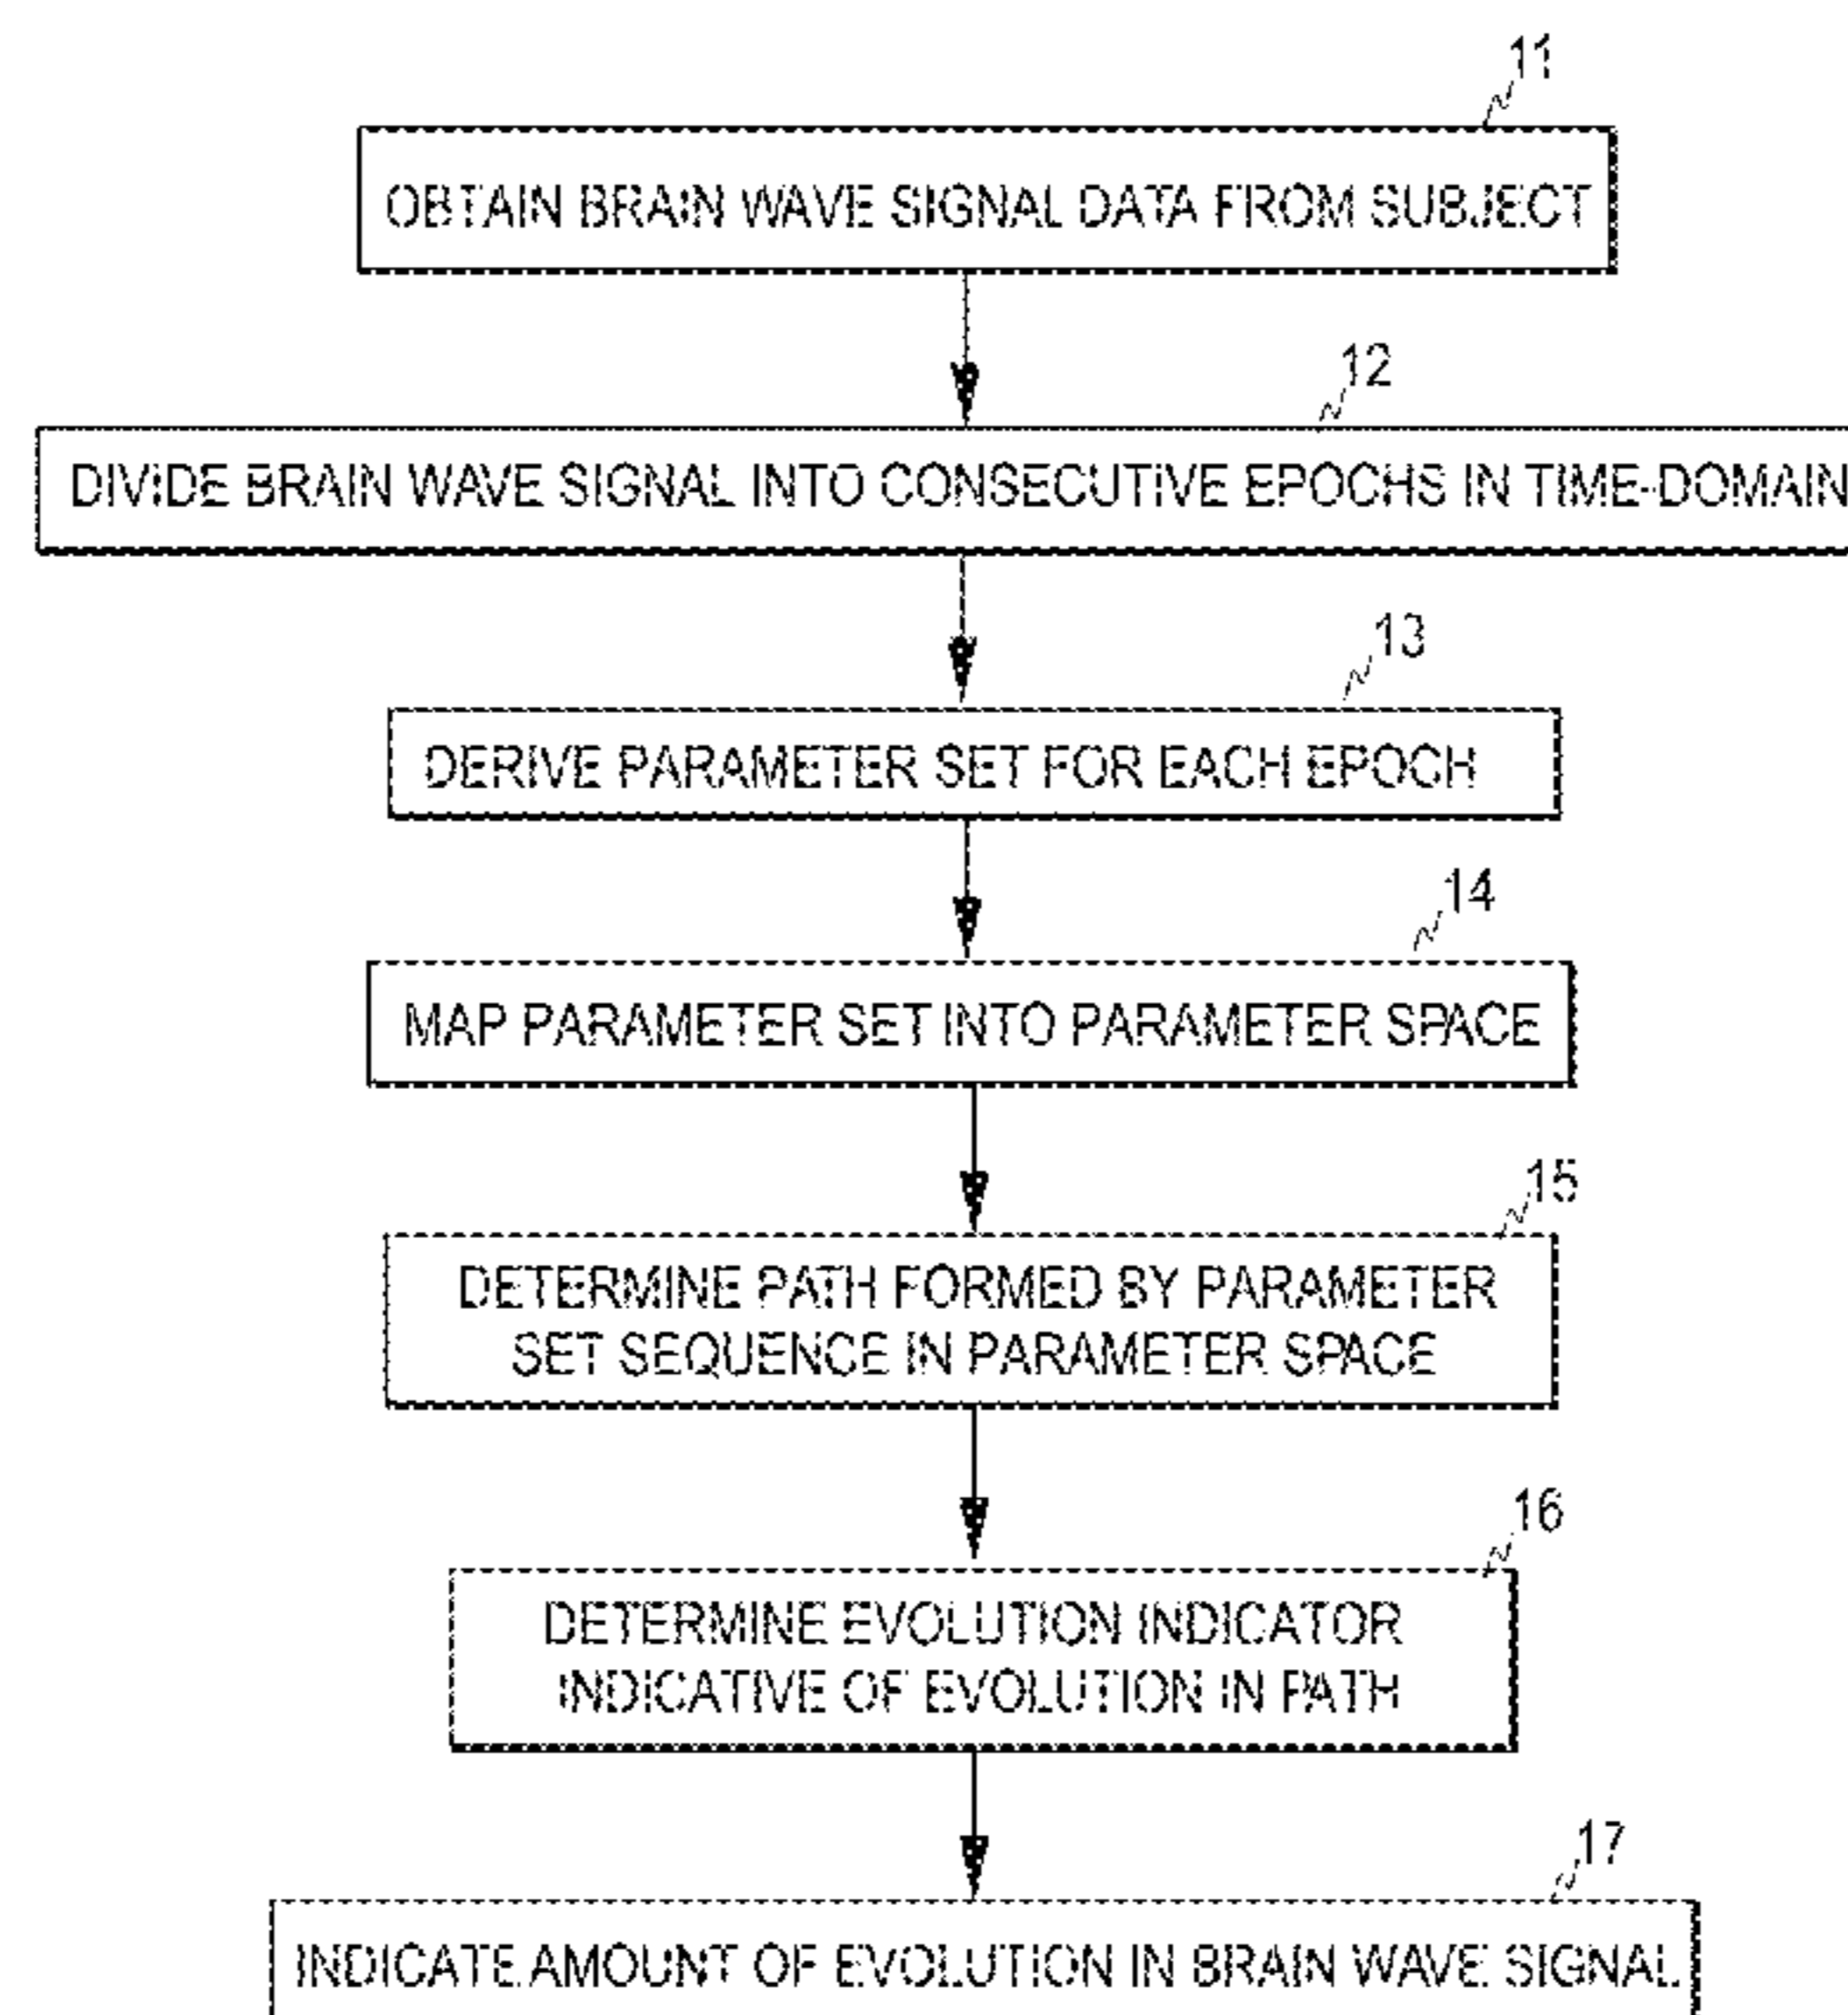 11
OBTAIN BRAIN WAVE SIGNAL DATA FROM SUBJECT
12
DIVIDE BRAIN WAVE SIGNAL INTO CONSECUTIVE EPOCHS IN TIME-DOMAIN
13
DERIVE PARAMETER SET FOR EACH EPOCH
14
MAP PARAMETER SET INTO PARAMETER SPACE
15
DETERMINE PATH FORMED BY PARAMETER
SET SEQUENCE IN PARAMETER SPACE
16
DETERMINE EVOLUTION INDICATOR
INDICATIVE OF EVOLUTION IN PATH
17
INDICATE AMOUNT OF EVOLUTION IN BRAIN WAVE SIGNAL